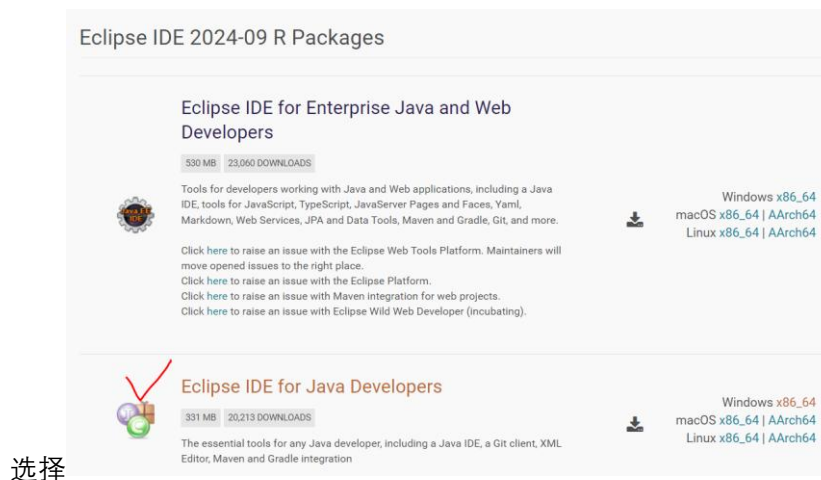 Eclipse IDE 2024-09 R Packages
Eclipse IDE for Enterprise Java and Web
Developers
530 MB 23,060 DOWNLOADS
Tools for developers working with Java and Web applications, including a Java
IDE, tools for JavaScript, TypeScript, JavaServer Pages and Faces, Yaml,
Markdown, Web Services, JPA and Data Tools, Maven and Gradle, Git, and more.
Windows x86_64
macOS x86_64 | AArch64
Linux x86_64 | AArch64
Click here to raise an issue with the Eclipse Web Tools Platform. Maintainers will
move opened issues to the right place.
Click here to raise an issue with the Eclipse Platform.
Click here to raise an issue with Maven integration for web projects.
Click here to raise an issue with Eclipse Wild Web Developer (incubating).
Eclipse IDE for Java Developers
331 MB 20,213 DOWNLOADS
The essential tools for any Java developer, including a Java IDE, a Git client, XML
Editor, Maven and Gradle integration
Windows x86_64
macOS x86_64 | AArch64
Linux x86_64 | AArch64
选择